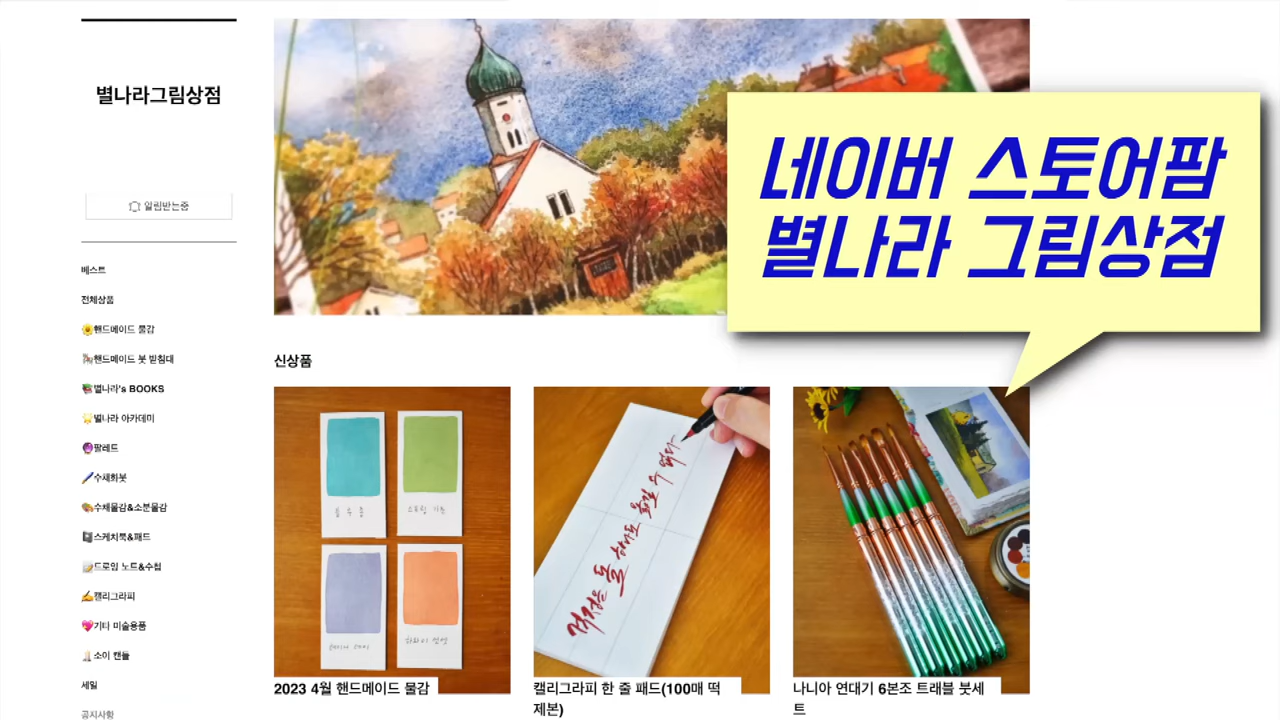 별나라그림상점
알림받는중
베스트
전체상품
핸드메이드 물감
핸드메이드 붓 받침대
별나라's BOOKS
별나라 아카데미
팔레트
수채화붓
수채물감&소분물감
스케치북&패드
드로잉 노트&수첩
캘리그라피
기타 미술용품
소이 캔들
세일
공지사항
네이버 스토어팜
별나라 그림상점
신상품
2023 4월 핸드메이드 물감
캘리그라피 한 줄 패드(100매 떡
제본)
나니아 연대기 6본조 트래블 붓세
트